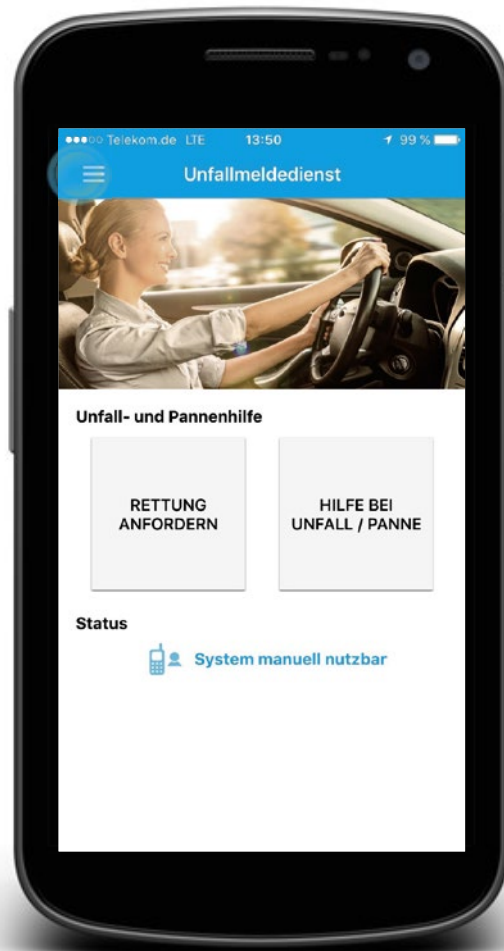 Telekom.de LTE 13:50 99 %
Unfallmeldedienst
Unfall- und Pannenhilfe
RETTUNG
ANFORDERN
HILFE BEI
UNFALL / PANNE
Status
System manuell nutzbar